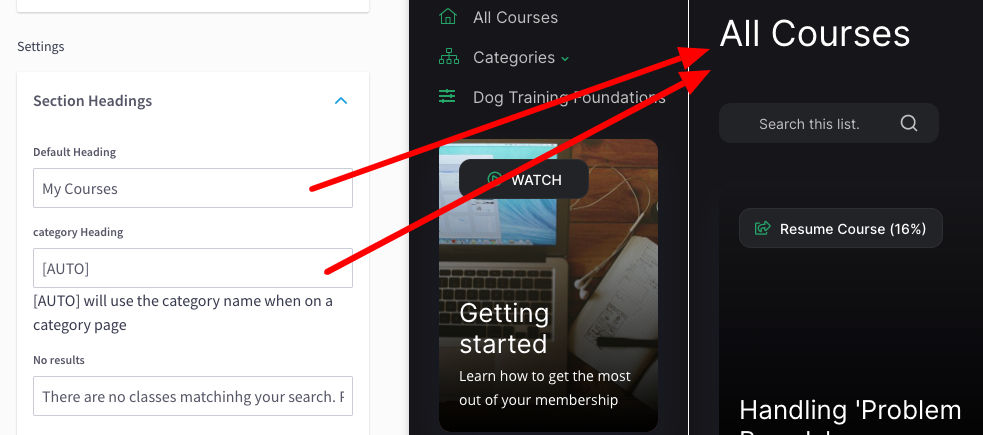 Settings
Section Headings
Default Heading
My Courses
category Heading
[AUTO]
[AUTO] will use the category name when on a
category page
No results
There are no classes matchinhg your search.
All Courses
Categories
Dog Training Foundations
WATCH
Getting
started
Learn how to get the most
out of your membership
All Courses
Search this list.
Resume Course (16%)
Handling 'Problem